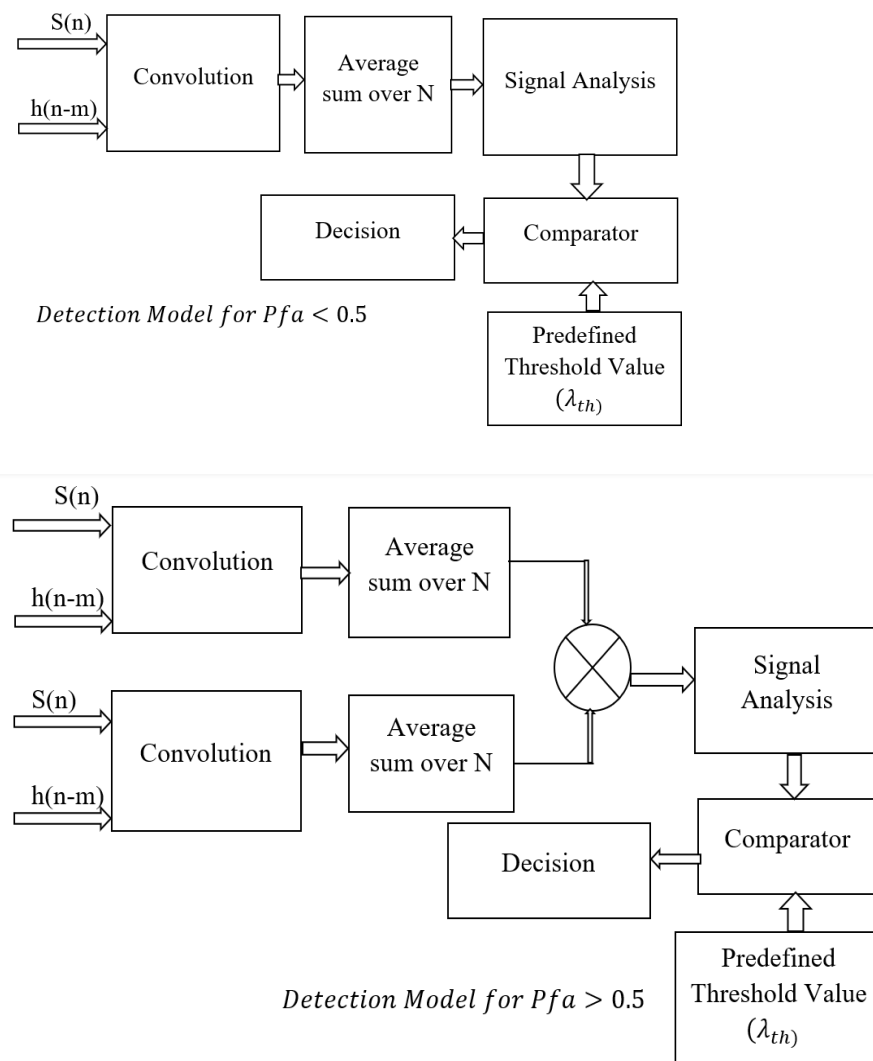 S(n)
h(n-m)
Convolution
Average
sum over N
Signal Analysis
Decision
Comparator
Detection Model for Pfa < 0.5
Predefined
Threshold Value
(λth)
S(n)
h(n-m)
Convolution
Average
sum over N
S(n)
h(n-m)
Convolution
Average
sum over N
Signal
Analysis
Decision
Comparator
Detection Model for Pfa > 0.5
Predefined
Threshold Value
(λth)